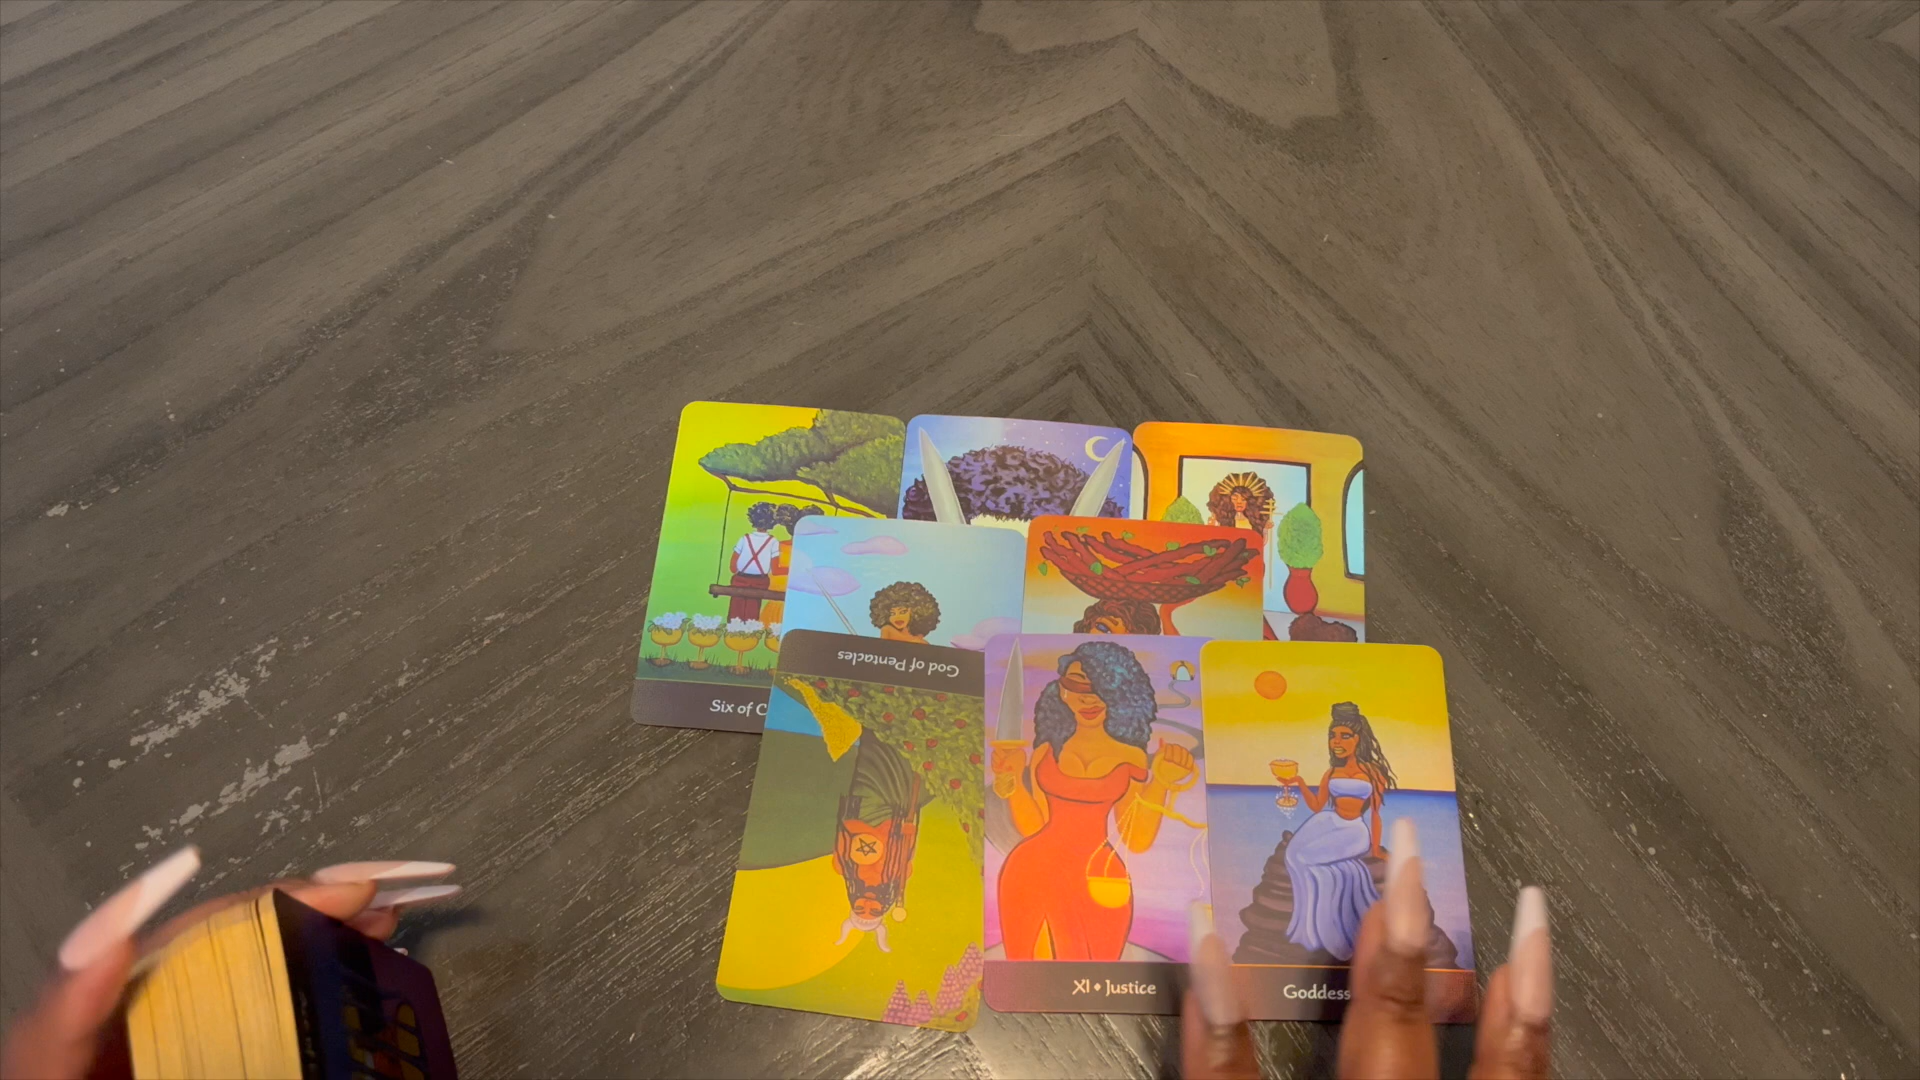 Six of C
God of Pentacles
XI • Justice
Goddess